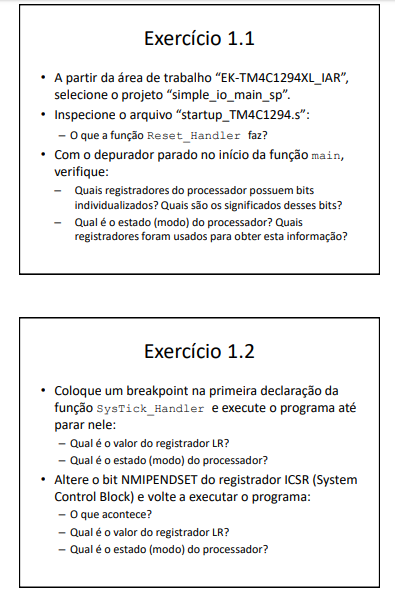 Exercício 1.1
• A partir da área de trabalho “EK-TM4C1294XL_IAR”,
selecione o projeto “simple_io_main_sp”.
• Inspecione o arquivo “startup_TM4C1294.s”:
– O que a função Reset_Handler faz?
• Com o depurador parado no início da função main,
verifique:
– Quais registradores do processador possuem bits
individualizados? Quais são os significados desses bits?
– Qual é o estado (modo) do processador? Quais
registradores foram usados para obter esta informação?
Exercício 1.2
• Coloque um breakpoint na primeira declaração da
função SysTick_Handler e execute o programa até
parar nele:
– Qual é o valor do registrador LR?
– Qual é o estado (modo) do processador?
• Altere o bit NMIPENDSET do registrador ICSR (System
Control Block) e volte a executar o programa:
– O que acontece?
– Qual é o valor do registrador LR?
– Qual é o estado (modo) do processador?